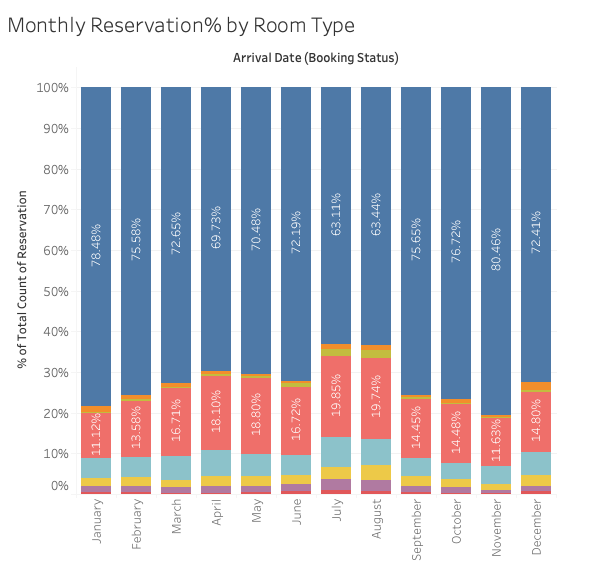 Monthly Reservation% by Room Type
Arrival Date (Booking Status)
% of Total Count of Reservation
100%
90%
80%
70%
60%
50%
40%
30%
20%
10%
0%
78.48%
75.58%
72.65%
69.73%
70.48%
72.19%
63.11%
63.44%
75.65%
76.72%
80.46%
72.41%
11.12%
13.58%
16.71%
18.10%
18.80%
16.72%
19.85%
19.74%
14.45%
14.48%
11.63%
14.80%
January
February
March
April
May
June
July
August
September
October
November
December